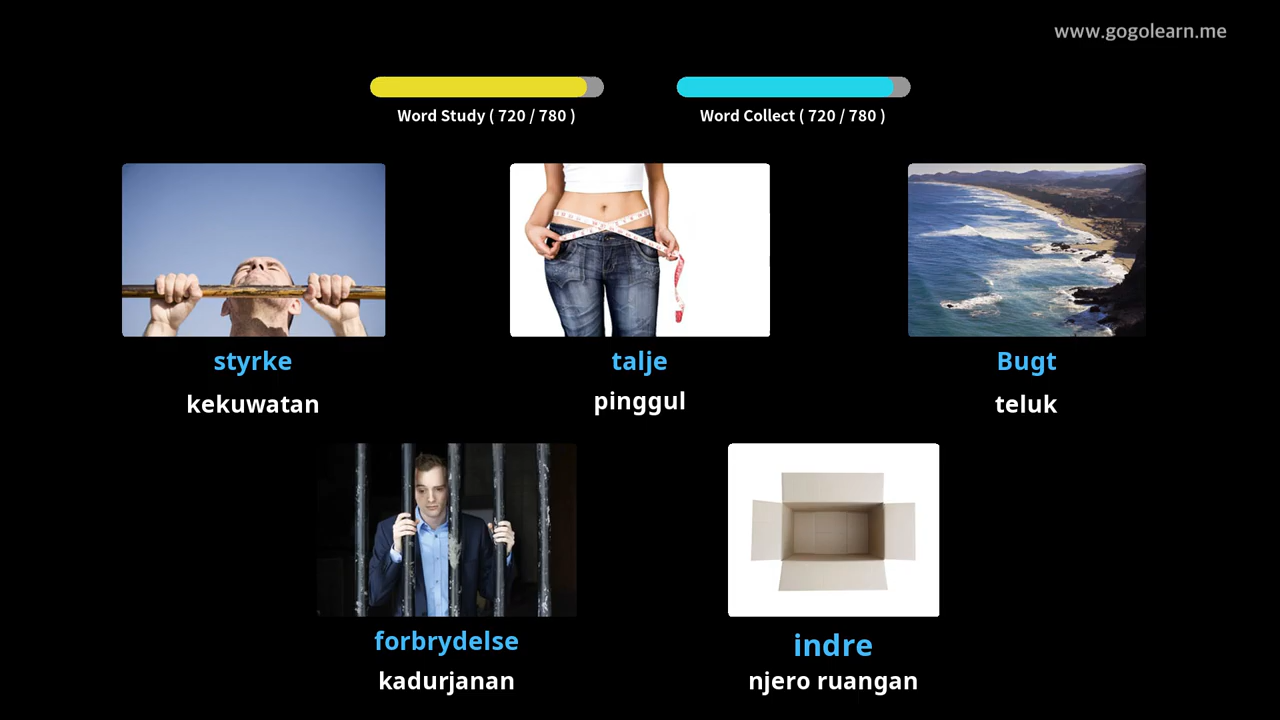 www.gogolearn.me
Word Study ( 720 / 780 )
Word Collect ( 720 / 780 )
styrke
talje
Bugt
kekuwatan
pinggul
teluk
forbrydelse
indre
kadurjanan
njero ruangan